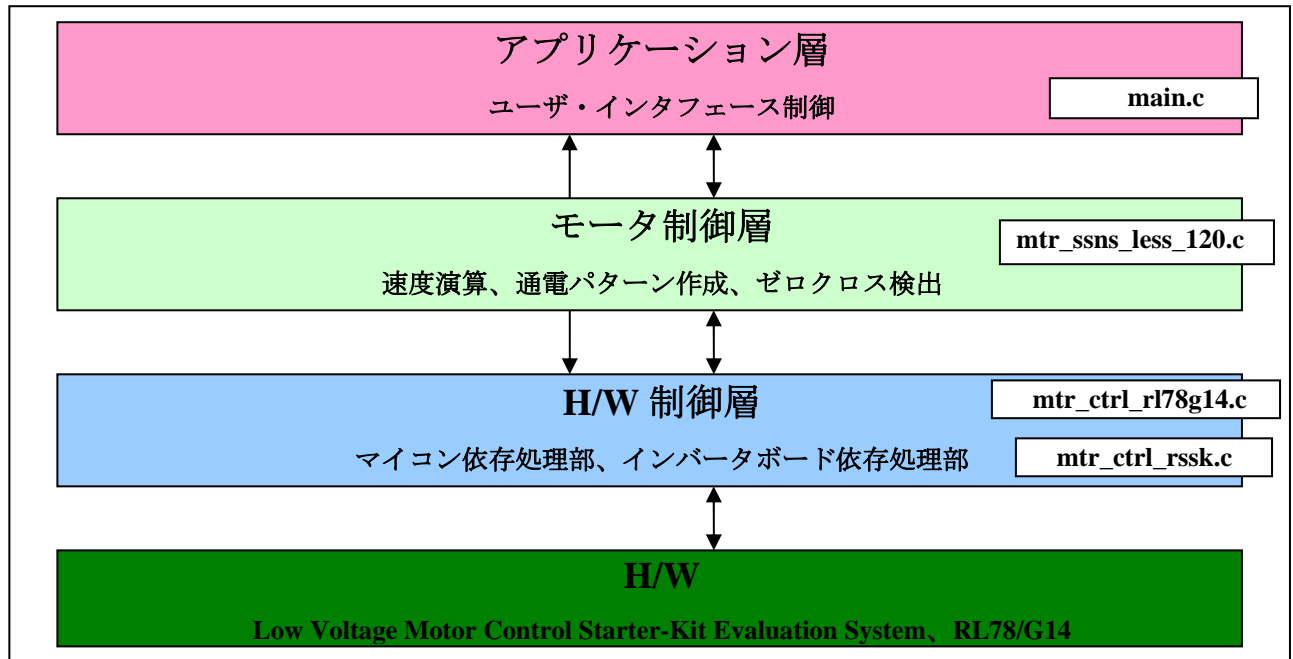 アプリケーション層
ユーザ・インタフェース制御
main.c
モータ制御層
mtr_ssns_less_120.c
速度演算、通電パターン作成、ゼロクロス検出
H/W 制御層
mtr_ctrl_rl78g14.c
マイコン依存処理部、インバータボード依存処理部
mtr_ctrl_rssk.c
H/W
Low Voltage Motor Control Starter-Kit Evaluation System、RL78/G14